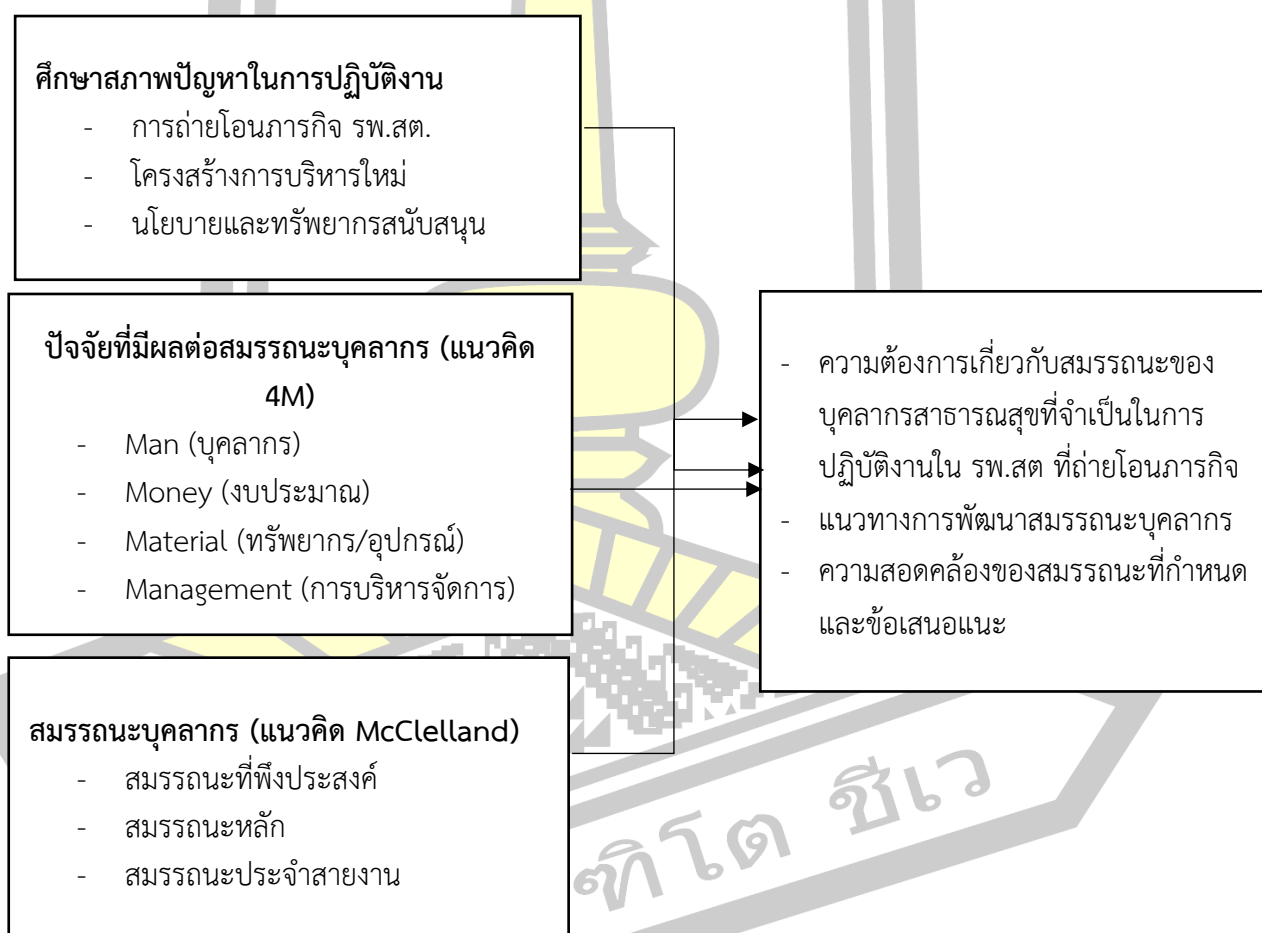 ศึกษาสภาพปัญหาในการปฏิบัติงาน
- การถ่ายโอนภารกิจ รพ.สต.
- โครงสร้างการบริหารใหม่
- นโยบายและทรัพยากรสนับสนุน
ปัจจัยที่มีผลต่อสมรรถนะบุคลากร (แนวคิด
4M)
- Man (บุคลากร)
- Money (งบประมาณ)
- Material (ทรัพยากร/อุปกรณ์)
- Management (การบริหารจัดการ)
สมรรถนะบุคลากร (แนวคิด McClelland)
- สมรรถนะที่พึงประสงค์
- สมรรถนะหลัก
- สมรรถนะประจำสายงาน
- ความต้องการเกี่ยวกับสมรรถนะของ
บุคลากรสาธารณสุขที่จำเป็นในการ
ปฏิบัติงานใน รพ.สต ที่ถ่ายโอนภารกิจ
- แนวทางการพัฒนาสมรรถนะบุคลากร
- ความสอดคล้องของสมรรถนะที่กำหนด
และข้อเสนอแนะ
ฑิโต ชีเว